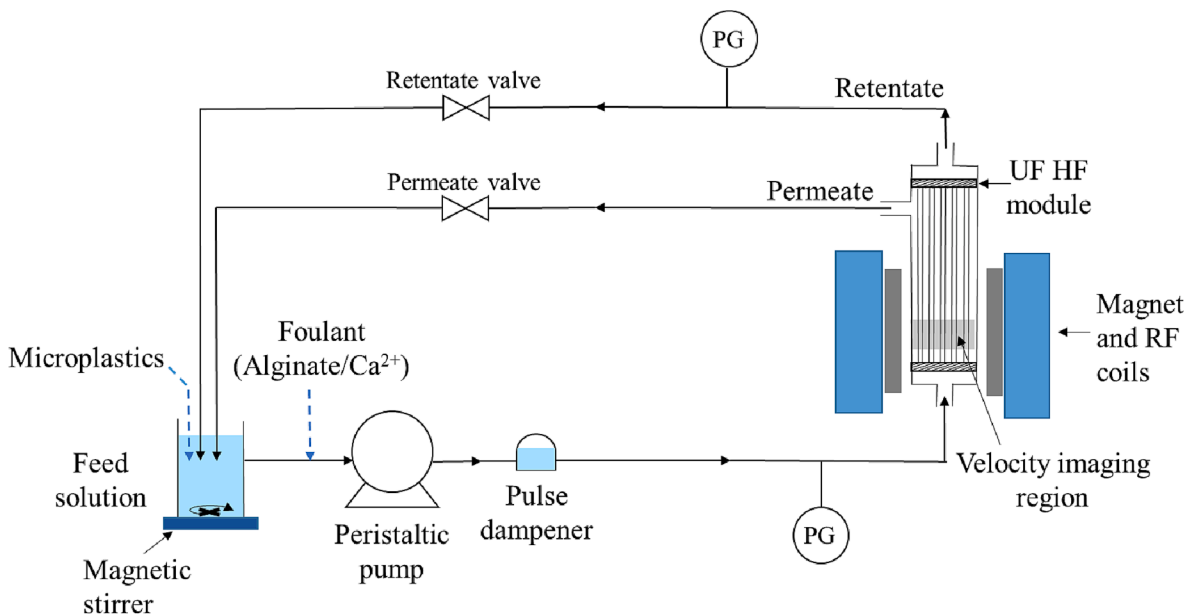 PG
Retentate valve
Retentate
UF HF
module
Permeate valve
Permeate
Magnet
and RF
coils
Foulant
(Alginate/Ca²⁺)
Microplastics
Feed
solution
Velocity imaging
region
Pulse
dampener
PG
Peristaltic
pump
Magnetic
stirrer